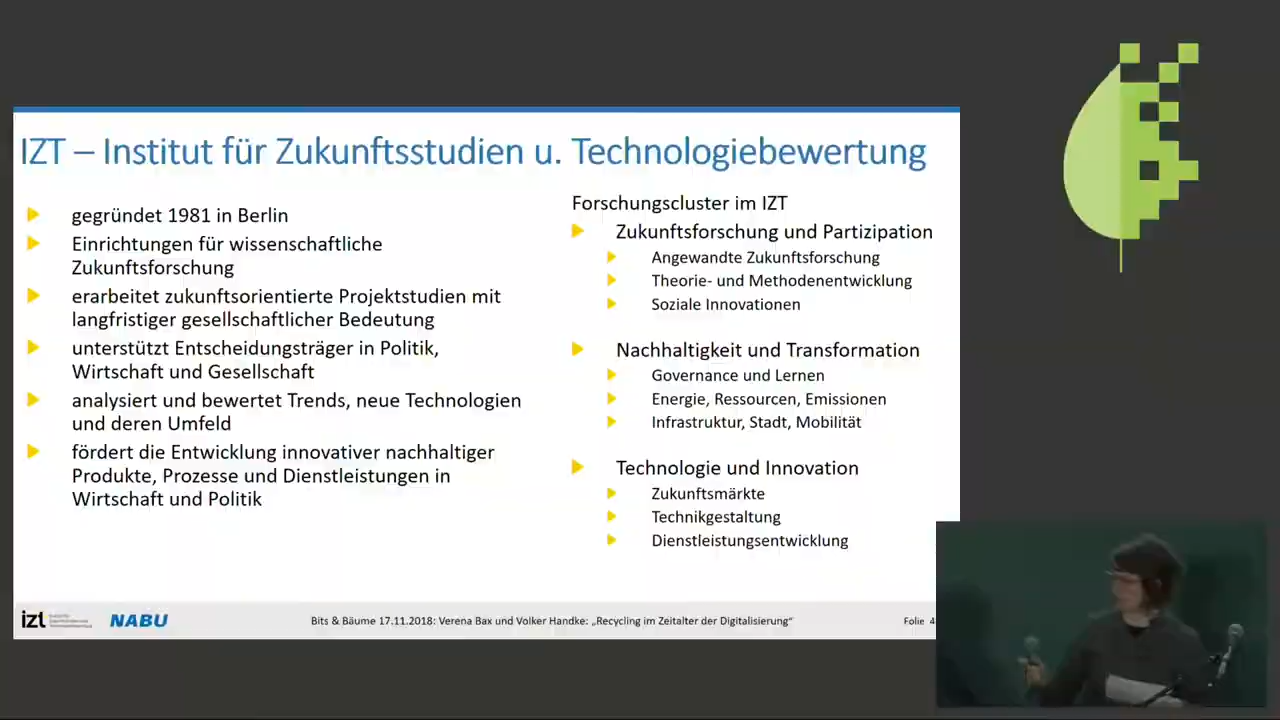 IZT – Institut für Zukunftsstudien u. Technologiebewertung
gegründet 1981 in Berlin
Einrichtungen für wissenschaftliche
Zukunftsforschung
erarbeitet zukunftsorientierte Projektstudien mit
langfristiger gesellschaftlicher Bedeutung
unterstützt Entscheidungsträger in Politik,
Wirtschaft und Gesellschaft
analysiert und bewertet Trends, neue Technologien
und deren Umfeld
fördert die Entwicklung innovativer nachhaltiger
Produkte, Prozesse und Dienstleistungen in
Wirtschaft und Politik
Forschungscluster im IZT
Zukunftsforschung und Partizipation
Angewandte Zukunftsforschung
Theorie- und Methodenentwicklung
Soziale Innovationen
Nachhaltigkeit und Transformation
Governance und Lernen
Energie, Ressourcen, Emissionen
Infrastruktur, Stadt, Mobilität
Technologie und Innovation
Zukunftsmärkte
Technikgestaltung
Dienstleistungsentwicklung
izt
NABU
Bits & Bäume 17.11.2018: Verena Bax und Volker Handke: „Recycling im Zeitalter der Digitalisierung“
Folie 4